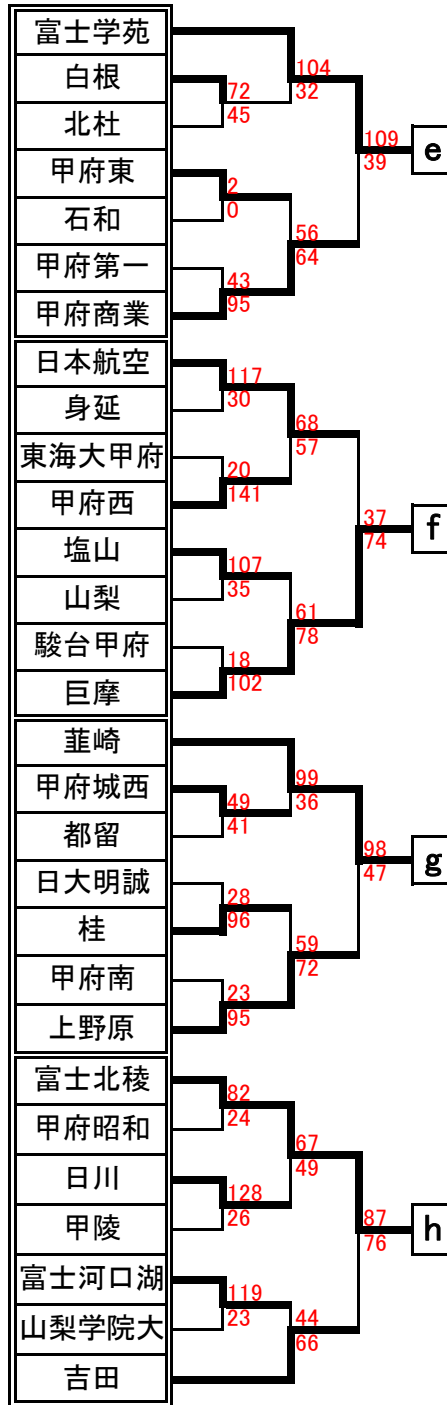 富士学苑
104
32
白根
72
45
北杜
109
39
e
甲府東
2
0
石和
56
64
甲府第一
43
95
甲府商業
日本航空
117
30
身延
68
57
東海大甲府
20
141
甲府西
37
74
f
塩山
107
35
山梨
61
78
駿台甲府
18
102
巨摩
韮崎
99
36
甲府城西
49
41
都留
98
47
g
日大明誠
28
96
桂
59
72
甲府南
23
95
上野原
富士北稜
82
24
甲府昭和
67
49
日川
128
26
甲陵
87
76
h
富士河口湖
119
23
山梨学院大
44
66
吉田